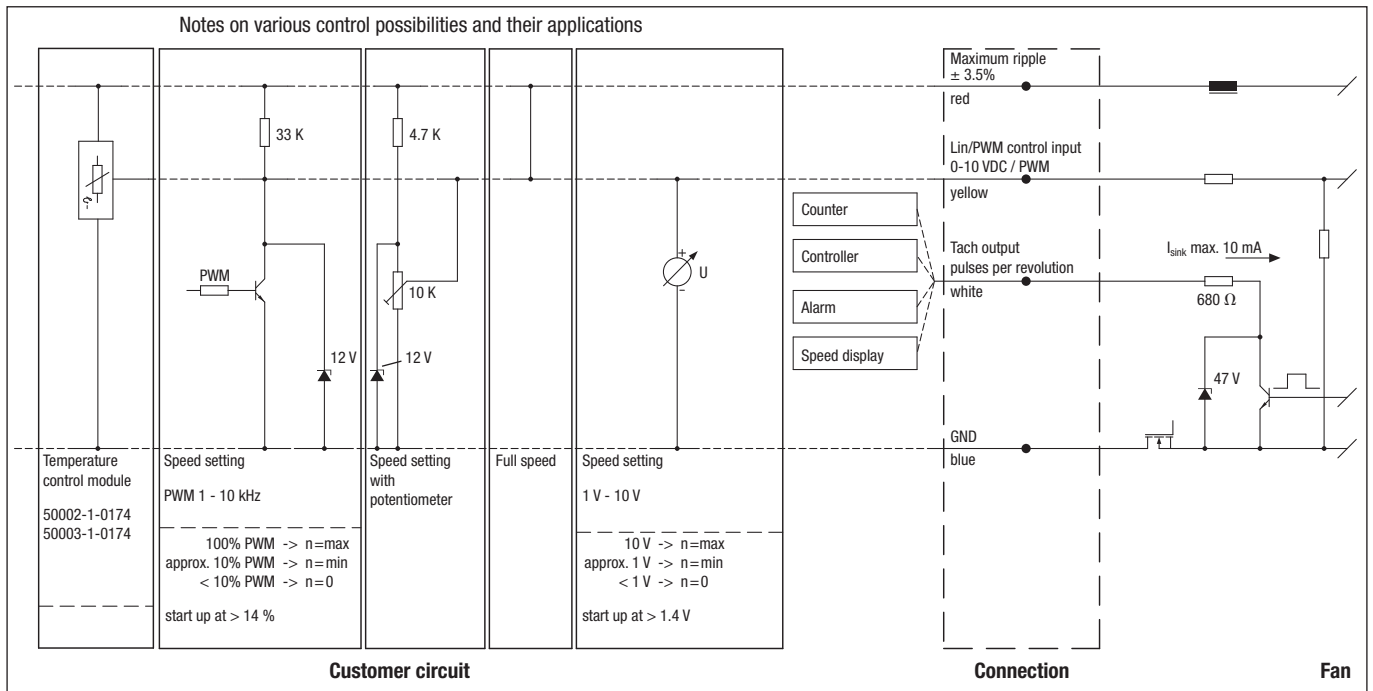 Notes on various control possibilities and their applications
Maximum ripple
± 3.5%
red
33 K
4.7 K
Lin/PWM control input
0-10 VDC / PWM
yellow
Counter
Controller
Alarm
Speed display
Tach output
pulses per revolution
white
I sink max. 10 mA
680 Ω
PWM
10 K
+
U
-
12 V
12 V
47 V
GND
blue
Temperature
control module
50002-1-0174
50003-1-0174
Speed setting
PWM 1 - 10 kHz
100% PWM -> n=max
approx. 10% PWM -> n=min
< 10% PWM -> n=0
start up at > 14 %
Speed setting
with
potentiometer
Full speed
Speed setting
1 V - 10 V
10 V -> n=max
approx. 1 V -> n=min
< 1 V -> n=0
start up at > 1.4 V
Customer circuit
Connection
Fan